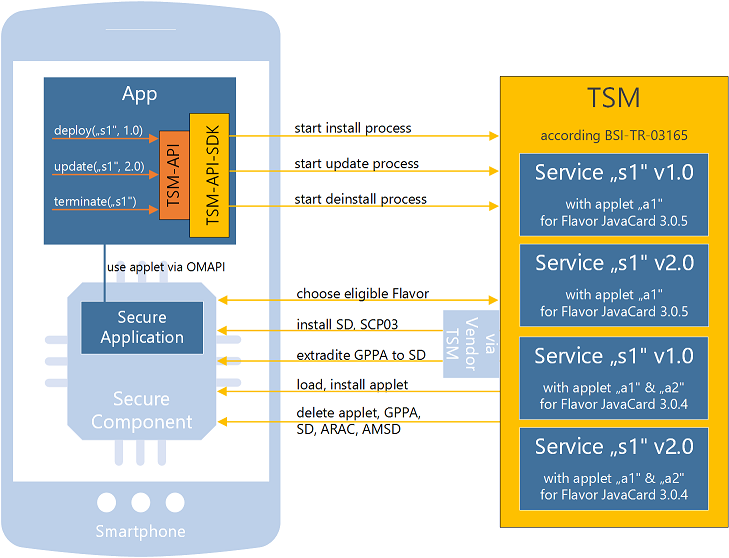 App
deploy(„s1", 1.0)
update(„s1", 2.0)
terminate(„s1")
TSM-API
TSM-API-SDK
start install process
start update process
start deinstall process
use applet via OMAPI
Secure
Application
Secure
Component
Smartphone
choose eligible Flavor
install SD, SCP03
extradite GPPA to SD
load, install applet
delete applet, GPPA,
SD, ARAC, AMSD
via
Vendor
TSM
TSM
according BSI-TR-03165
Service „s1" v1.0
with applet „a1"
for Flavor JavaCard 3.0.5
Service „s1" v2.0
with applet „a1"
for Flavor JavaCard 3.0.5
Service „s1" v1.0
with applet „a1" & „a2"
for Flavor JavaCard 3.0.4
Service „s1" v2.0
with applet „a1" & „a2"
for Flavor JavaCard 3.0.4